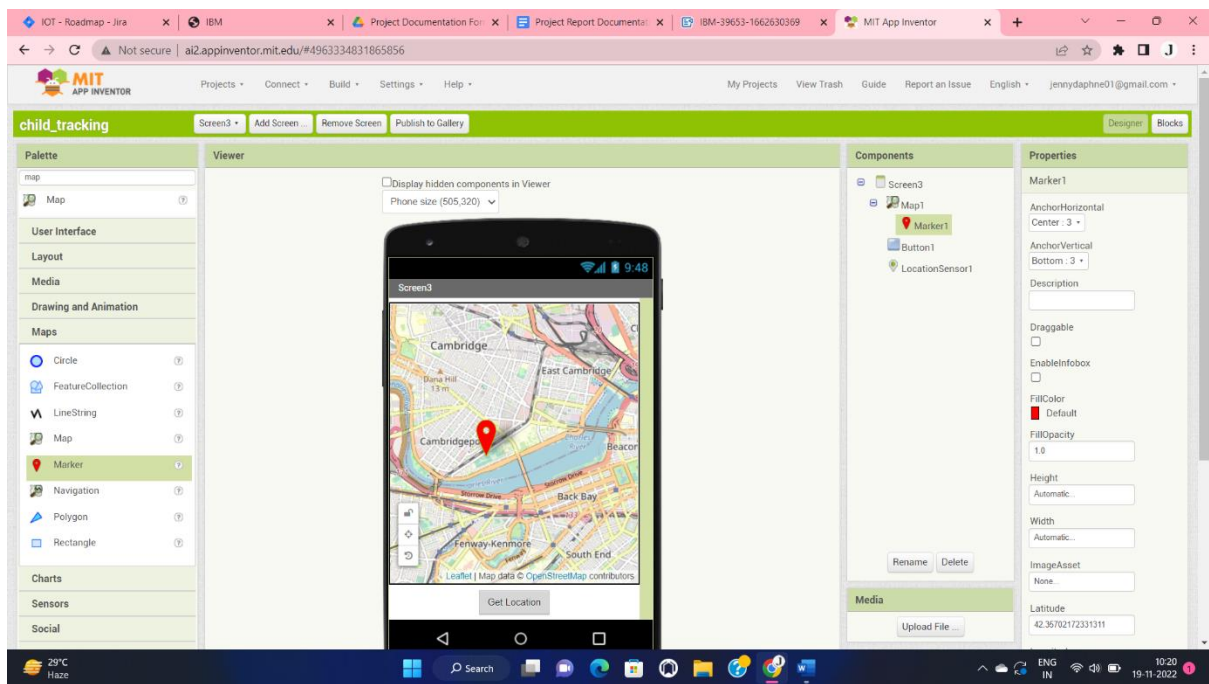 IOT - Roadmap - Jira
IBM
Project Documentation For
Project Report Documentat
IBM-39653-1662630369
MIT App Inventor
Not secure | ai2.appinventor.mit.edu/#4963334831865856
J
MIT
APP INVENTOR
Projects Connect Build Settings Help
My Projects View Trash Guide Report an Issue English jennydaphne01@gmail.com
child_tracking
Screen3 Add Screen ... Remove Screen Publish to Gallery
Designer Blocks
Palette
map
Map
User Interface
Layout
Media
Drawing and Animation
Maps
Circle
FeatureCollection
LineString
Map
Marker
Navigation
Polygon
Rectangle
Charts
Sensors
Social
Viewer
Display hidden components in Viewer
Phone size (505,320)
9:48
Screen3
Cambridge
East Cambridge
Dana Hill
13 m
Cambridgepo
Beacon
Storrow Drive
Back Bay
Fenway-Kenmore
South End
Leaflet | Map data © OpenStreetMap contributors
Get Location
Components
Screen3
Map1
Marker1
Button1
LocationSensor1
Rename Delete
Media
Upload File ...
Properties
Marker1
AnchorHorizontal
Center : 3
AnchorVertical
Bottom : 3
Description
Draggable
EnableInfobox
FillColor
Default
FillOpacity
1.0
Height
Automatic...
Width
Automatic...
ImageAsset
None...
Latitude
42.35702172331311
29°C
Haze
Search
ENG
IN
10:20
19-11-2022
1